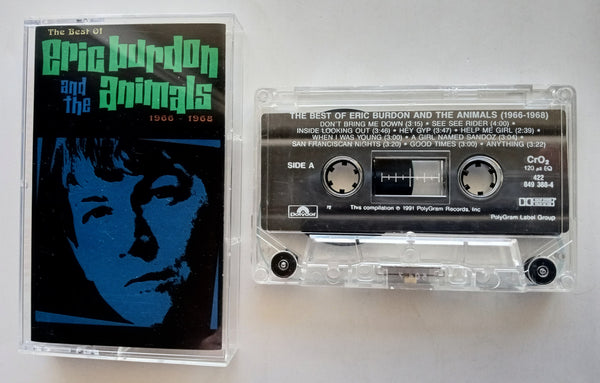 The Best Of
eric burdon
and the animals
1966 - 1968
THE BEST OF ERIC BURDON AND THE ANIMALS (1966-1968)
DON'T BRING ME DOWN (3:15) • SEE SEE RIDER (4:00) •
INSIDE LOOKING OUT (3:46) • HEY GYP (3:47) • HELP ME GIRL (2:39)
WHEN I WAS YOUNG (3:00) • A GIRL NAMED SANDOZ (3:04) •
SAN FRANCISCAN NIGHTS (3:20) • GOOD TIMES (3:00) • ANYTHING (3:22)
SIDE A
CrO2
120 µs EQ
422
849 388-4
Polydor
This compilation ℗ 1991 PolyGram Records, Inc
PolyGram Label Group